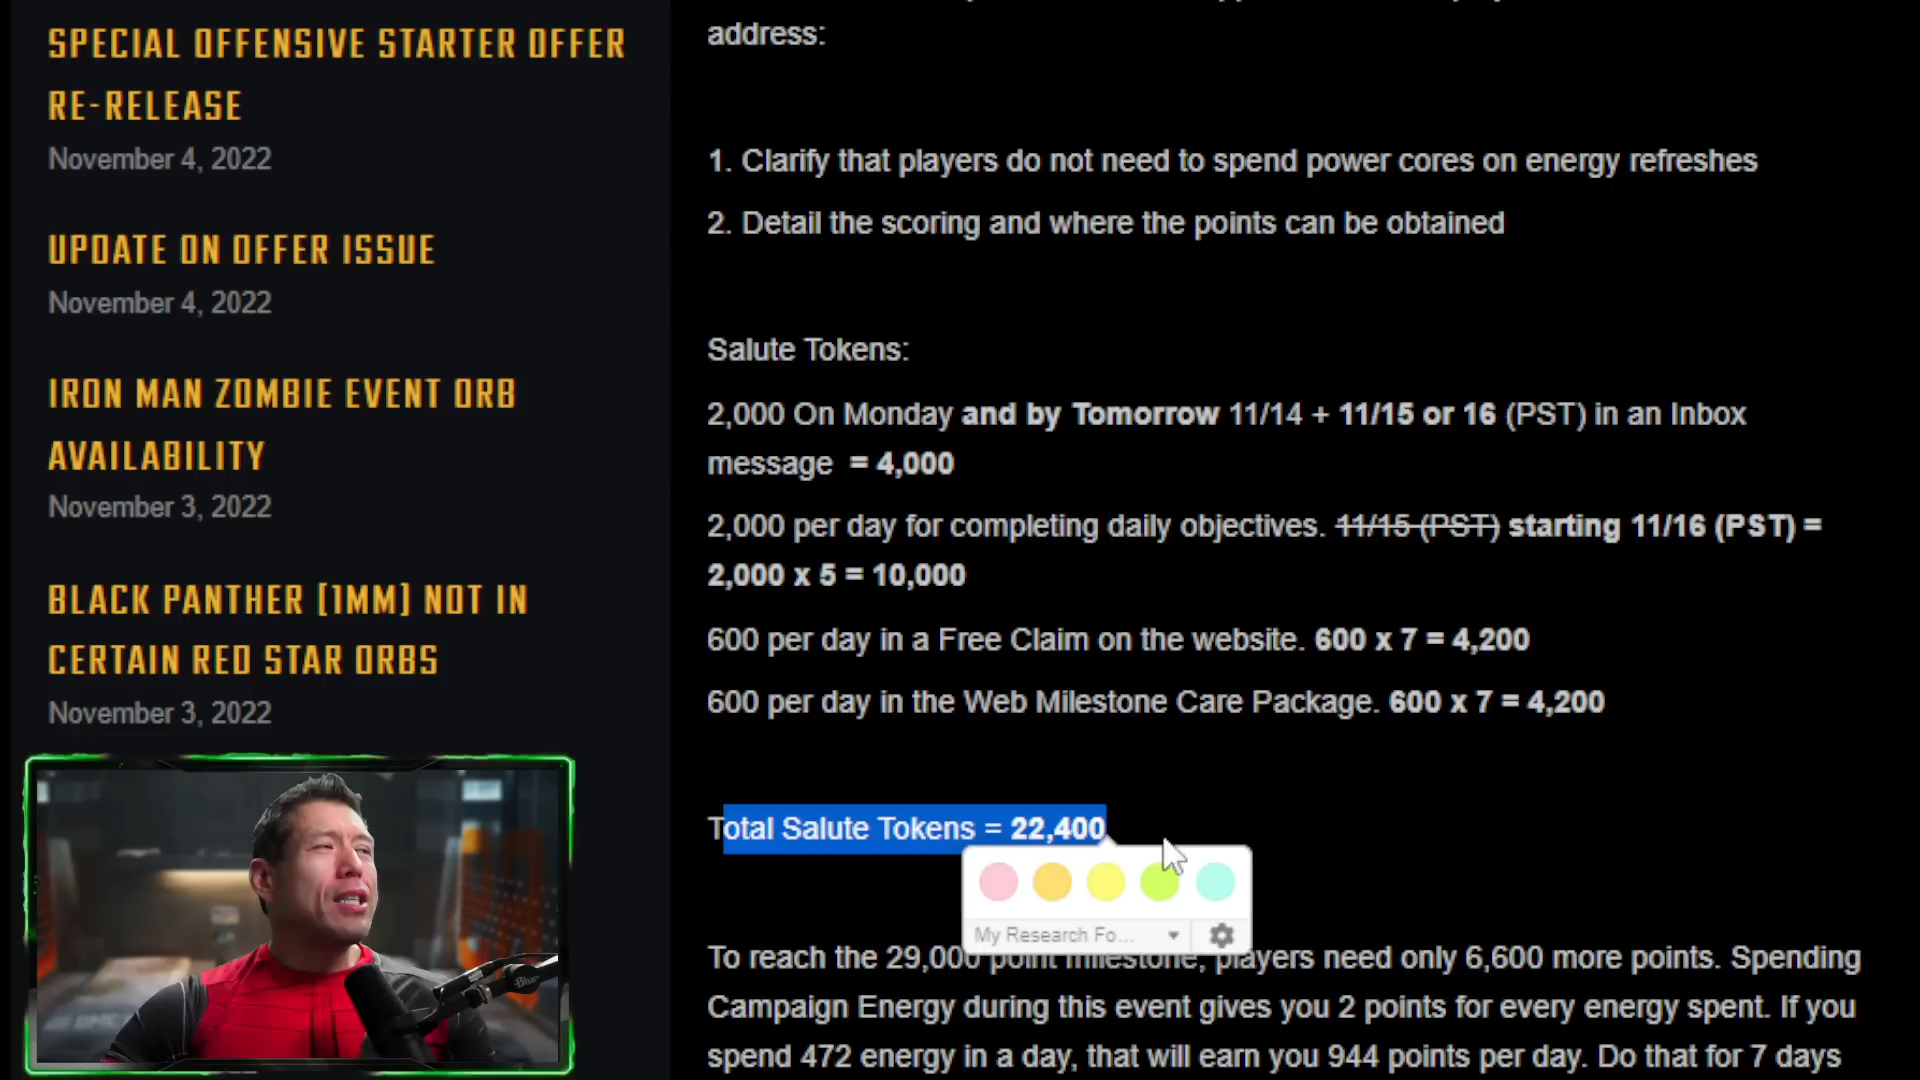 SPECIAL OFFENSIVE STARTER OFFER
RE-RELEASE
November 4, 2022
UPDATE ON OFFER ISSUE
November 4, 2022
IRON MAN ZOMBIE EVENT ORB
AVAILABILITY
November 3, 2022
BLACK PANTHER [1MM] NOT IN
CERTAIN RED STAR ORBS
November 3, 2022
address:
1. Clarify that players do not need to spend power cores on energy refreshes
2. Detail the scoring and where the points can be obtained
Salute Tokens:
2,000 On Monday and by Tomorrow 11/14 + 11/15 or 16 (PST) in an Inbox
message = 4,000
2,000 per day for completing daily objectives. 11/15 (PST) starting 11/16 (PST) =
2,000 x 5 = 10,000
600 per day in a Free Claim on the website. 600 x 7 = 4,200
600 per day in the Web Milestone Care Package. 600 x 7 = 4,200
Total Salute Tokens = 22,400
My Research Fo...
To reach the 29,000 point milestone, players need only 6,600 more points. Spending
Campaign Energy during this event gives you 2 points for every energy spent. If you
spend 472 energy in a day, that will earn you 944 points per day. Do that for 7 days
Blue